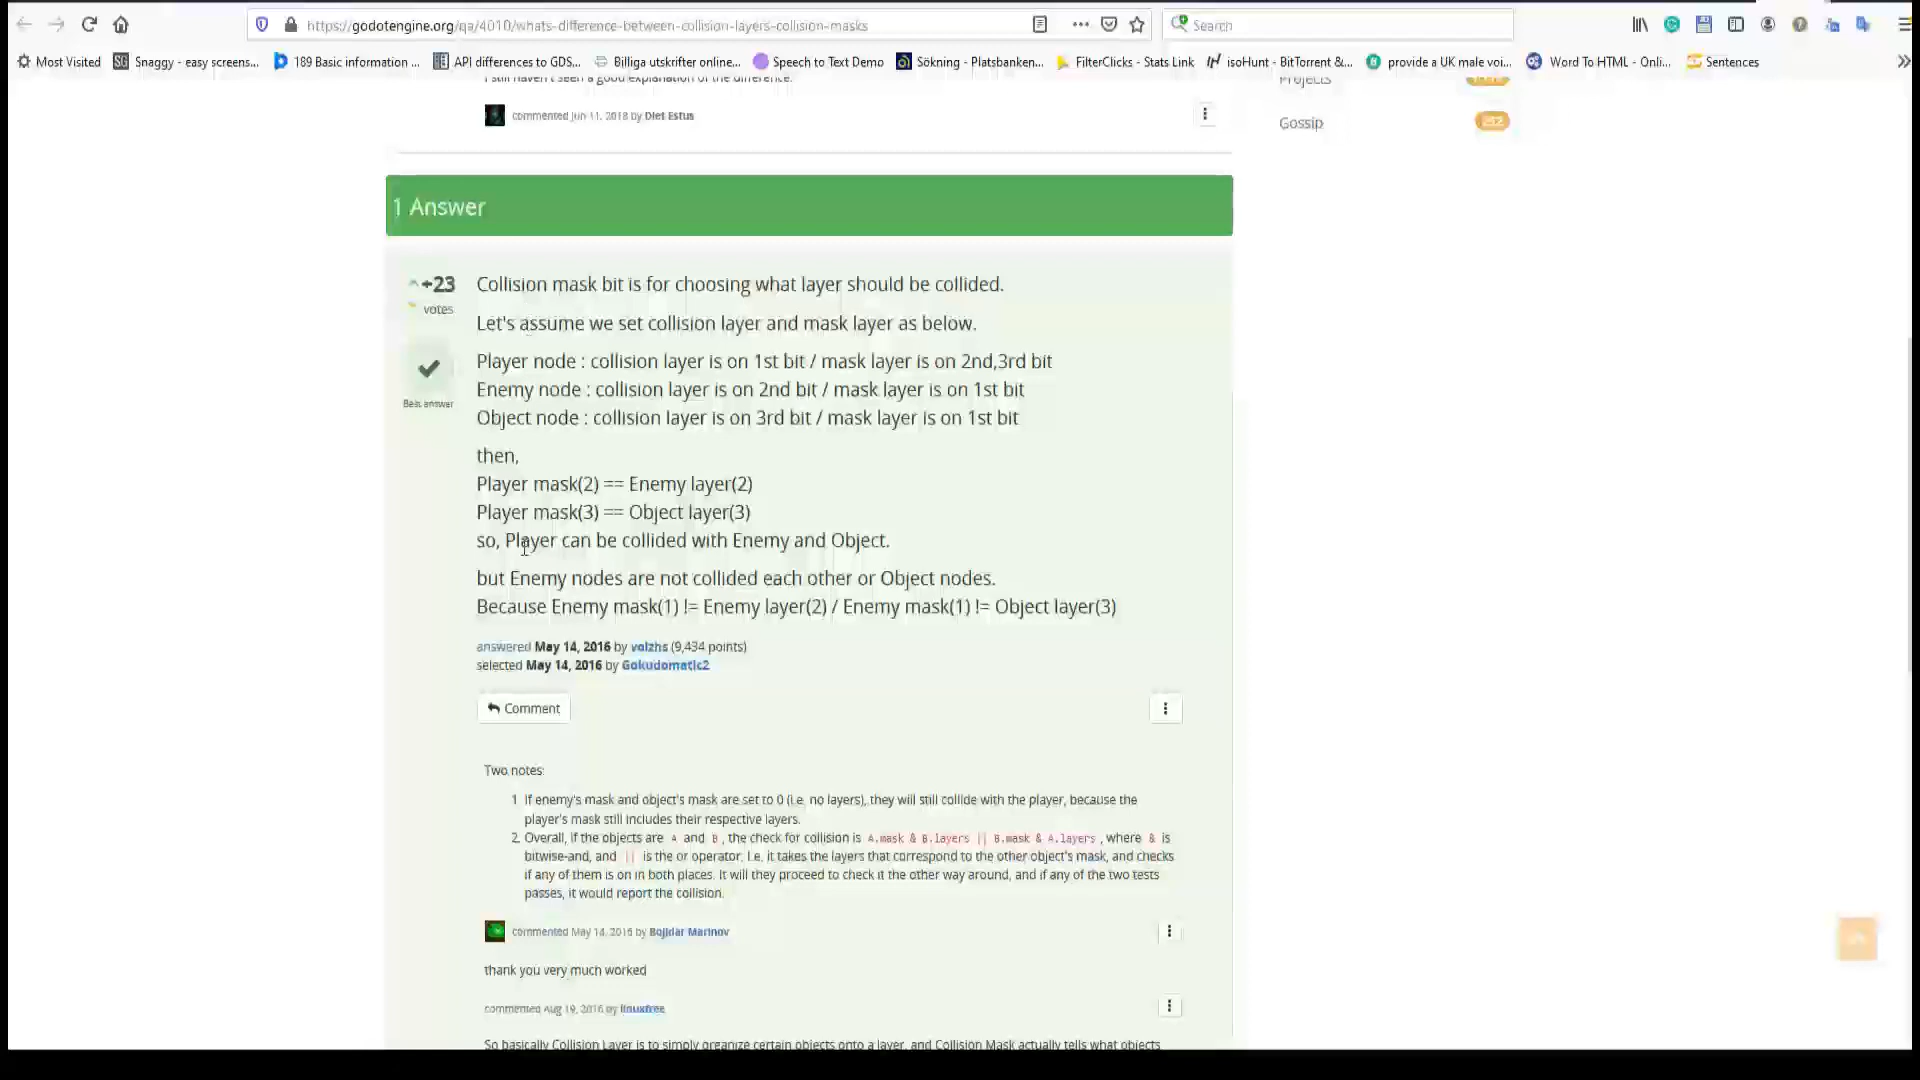 https://godotengine.org/qa/4010/whats-difference-between-collision-layers-collision-masks
Search
Most Visited
Snaggy - easy screens...
189 Basic information ...
API differences to GDS...
Billiga utskrifter online...
Speech to Text Demo
Sökning - Platsbanken...
FilterClicks - Stats Link
isoHunt - BitTorrent &...
provide a UK male voi...
Word To HTML - Onli...
Sentences
I still haven't seen a good explanation of the difference.
Projects
commented Jun 11, 2018 by Diet Estus
Gossip
1 Answer
+23
votes
Best answer
Collision mask bit is for choosing what layer should be collided.
Let's assume we set collision layer and mask layer as below.
Player node : collision layer is on 1st bit / mask layer is on 2nd,3rd bit
Enemy node : collision layer is on 2nd bit / mask layer is on 1st bit
Object node : collision layer is on 3rd bit / mask layer is on 1st bit
then,
Player mask(2) == Enemy layer(2)
Player mask(3) == Object layer(3)
so, Player can be collided with Enemy and Object.
but Enemy nodes are not collided each other or Object nodes.
Because Enemy mask(1) != Enemy layer(2) / Enemy mask(1) != Object layer(3)
answered May 14, 2016 by volzhs (9,434 points)
selected May 14, 2016 by Gokudomatic2
Comment
Two notes:
1 If enemy's mask and object's mask are set to 0 (i.e. no layers), they will still collide with the player, because the
player's mask still includes their respective layers.
2. Overall, if the objects are A and B, the check for collision is A.mask & B.layers || B.mask & A.layers, where & is
bitwise-and, and || is the or operator. I.e. it takes the layers that correspond to the other object's mask, and checks
if any of them is on in both places. It will they proceed to check it the other way around, and if any of the two tests
passes, it would report the collision.
commented May 14, 2016 by Bojidar Marinov
thank you very much worked
commented Aug 19, 2016 by linuxfree
So basically Collision Layer is to simply organize certain objects onto a layer, and Collision Mask actually tells what objects